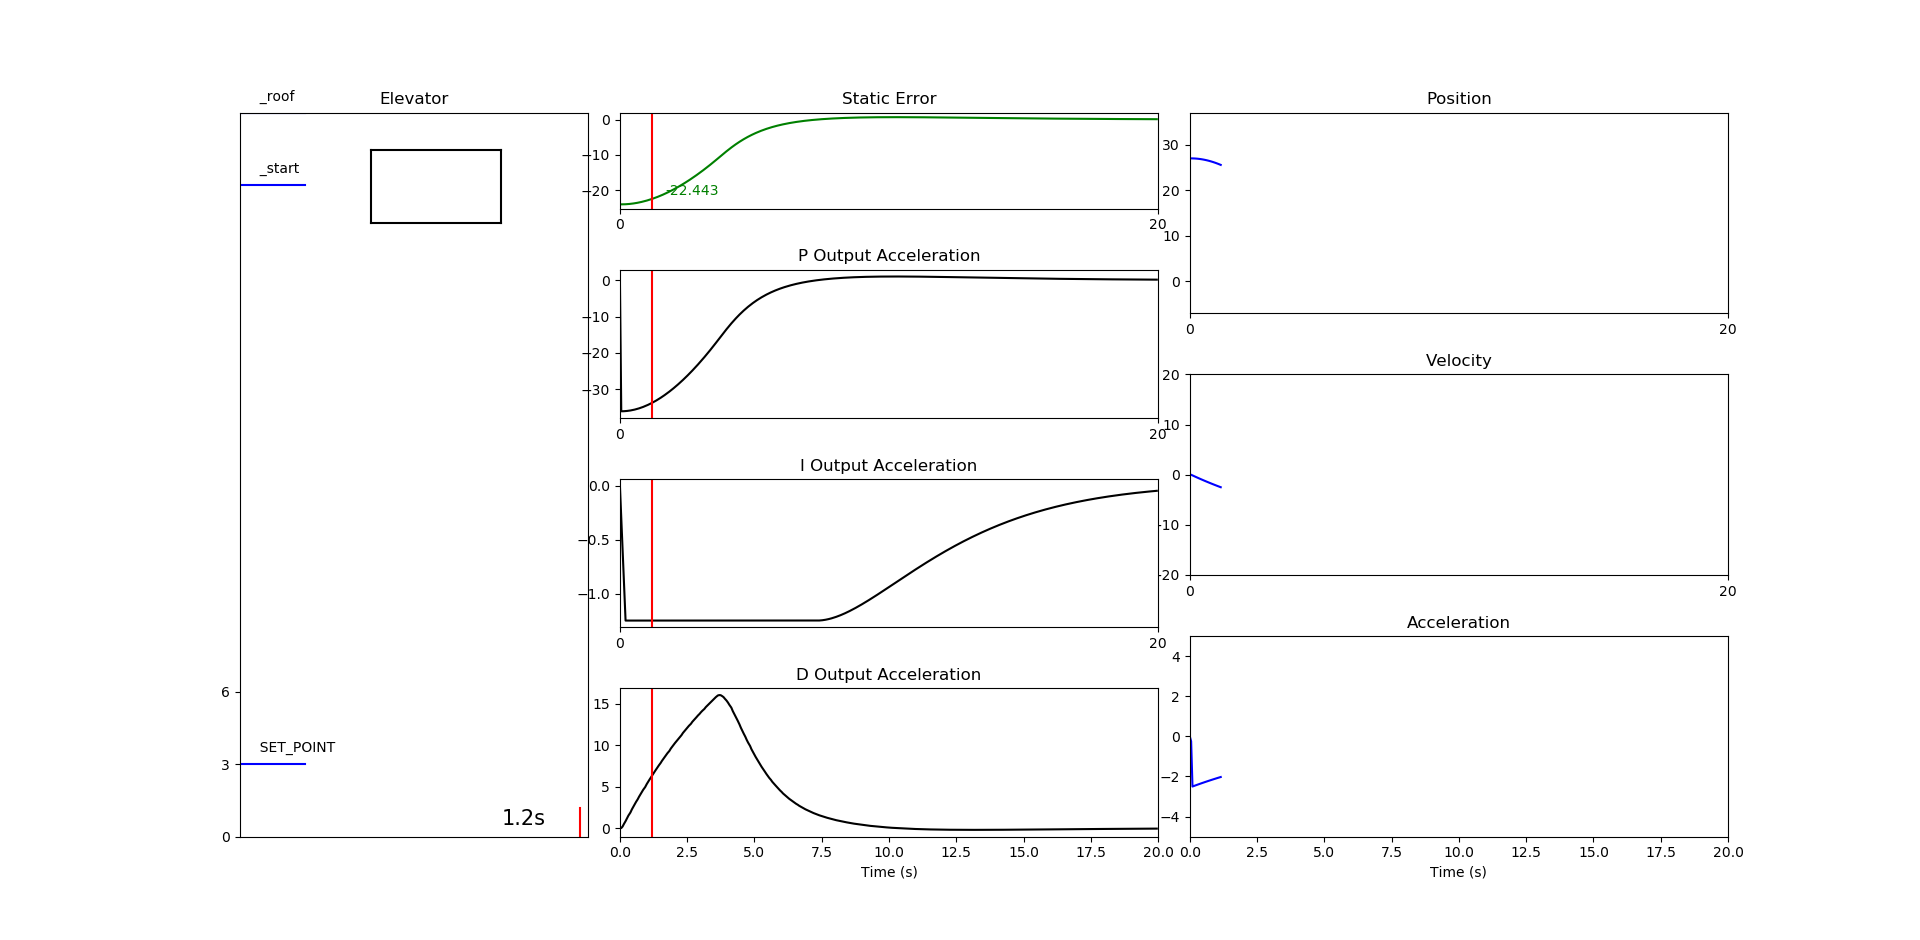 _roof
Elevator
_start
6
SET_POINT
3
1.2s
0
Static Error
0
−10
−20
-22.443
0 20
P Output Acceleration
0
−10
−20
−30
0 20
I Output Acceleration
0.0
−0.5
−1.0
0 20
D Output Acceleration
15
10
5
0
0.0 2.5 5.0 7.5 10.0 12.5 15.0 17.5 20.0
Time (s)
Position
30
20
10
0
0 20
Velocity
20
10
0
-10
-20
0 20
Acceleration
4
2
0
−2
−4
0.0 2.5 5.0 7.5 10.0 12.5 15.0 17.5 20.0
Time (s)